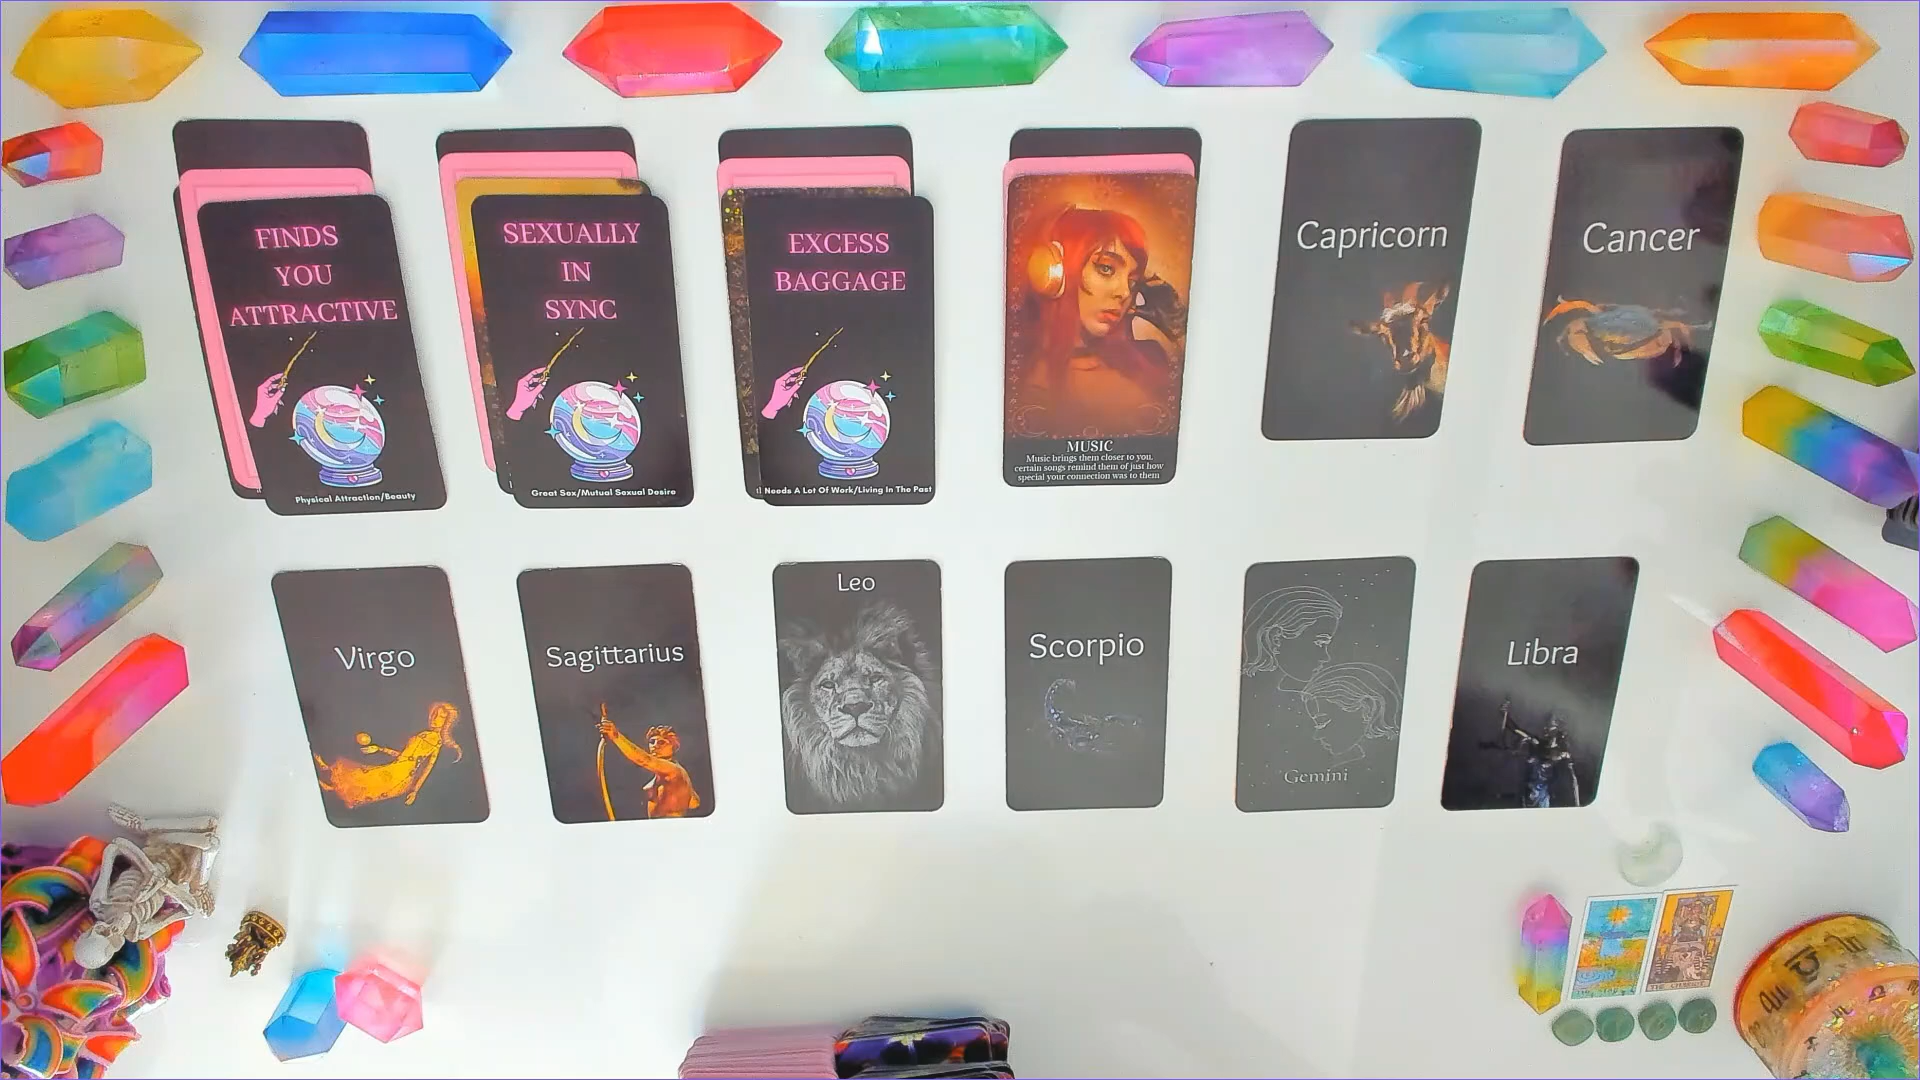 FINDS
YOU
ATTRACTIVE
Physical Attraction/Beauty
SEXUALLY
IN
SYNC
Great Sex/Mutual Sexual Desire
EXCESS
BAGGAGE
Needs A Lot Of Work/Living In The Past
MUSIC
Music brings them closer to you,
certain songs remind them of just how
special your connection was to them
Capricorn
Cancer
Virgo
Sagittarius
Leo
Scorpio
Gemini
Libra
THE CHARIOT